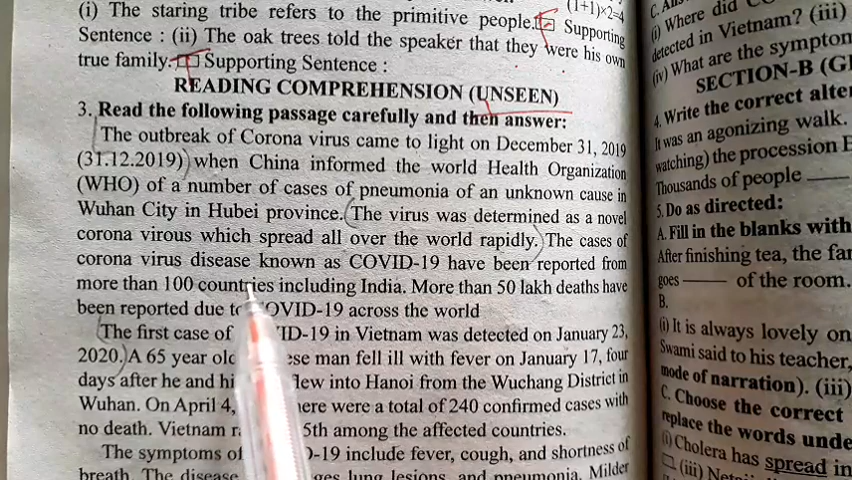 (i) The staring tribe refers to the primitive people. Supporting (1+1)×2=4
Sentence : (ii) The oak trees told the speaker that they were his own
true family. Supporting Sentence :
READING COMPREHENSION (UNSEEN)
3. Read the following passage carefully and then answer:
The outbreak of Corona virus came to light on December 31, 2019
(31.12.2019) when China informed the world Health Organization
(WHO) of a number of cases of pneumonia of an unknown cause in
Wuhan City in Hubei province. The virus was determined as a novel
corona virous which spread all over the world rapidly. The cases of
corona virus disease known as COVID-19 have been reported from
more than 100 countries including India. More than 50 lakh deaths have
been reported due to COVID-19 across the world
The first case of ID-19 in Vietnam was detected on January 23,
2020. A 65 year old ese man fell ill with fever on January 17, four
days after he and hi flew into Hanoi from the Wuchang District in
Wuhan. On April 4, here were a total of 240 confirmed cases with
no death. Vietnam r 5th among the affected countries.
The symptoms of D-19 include fever, cough, and shortness of
breath. The disease ges lung lesions, and pneumonia. Milder
C. Ans
(i) Where did CO
detected in Vietnam? (iii)
(iv) What are the symptom
SECTION-B (G
4. Write the correct alter
It was an agonizing walk.
watching) the procession
Thousands of people
5. Do as directed:
A. Fill in the blanks with
After finishing tea, the far
goes of the room.
B.
(i) It is always lovely on
Swami said to his teacher,
mode of narration). (iii)
C. Choose the correct
replace the words unde
(i) Cholera has spread in
(iii)